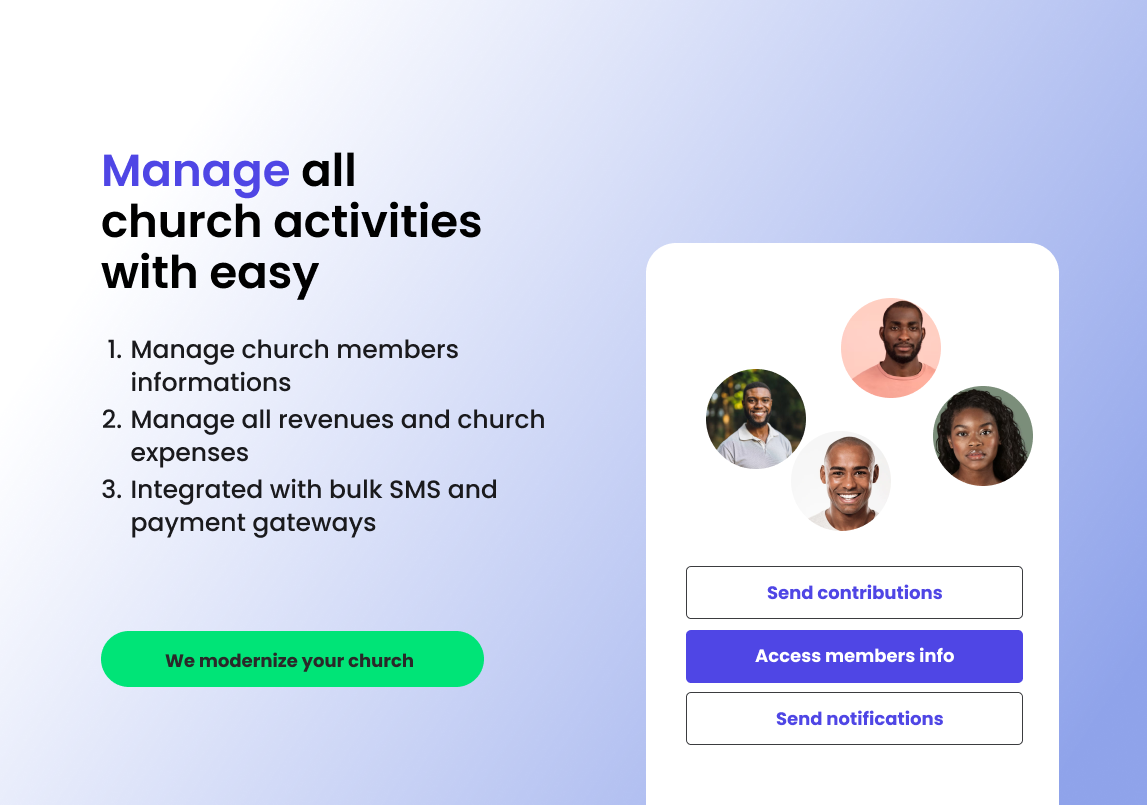 Manage all
church activities
with easy
1. Manage church members
informations
2. Manage all revenues and church
expenses
3. Integrated with bulk SMS and
payment gateways
We modernize your church
Send contributions
Access members info
Send notifications